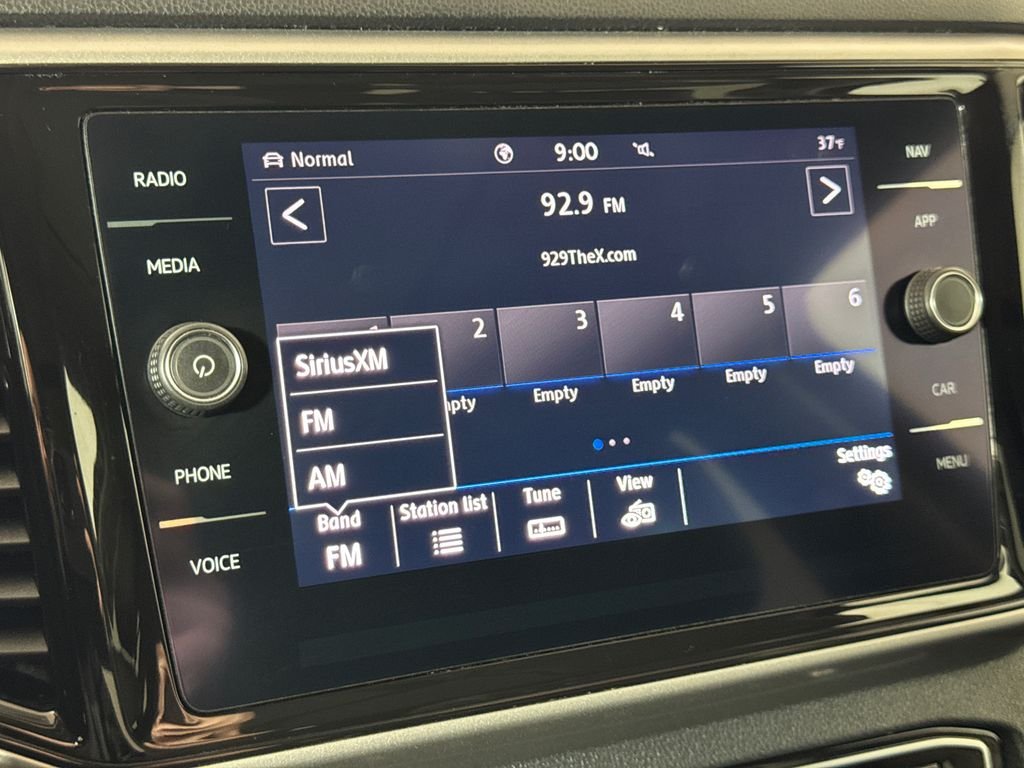 RADIO
MEDIA
PHONE
VOICE
Normal
9:00
37°F
92.9 FM
929TheX.com
2
3
4
5
6
Empty
Empty
Empty
Empty
SiriusXM
FM
AM
Band
FM
Station list
Tune
View
Settings
NAV
APP
CAR
MENU